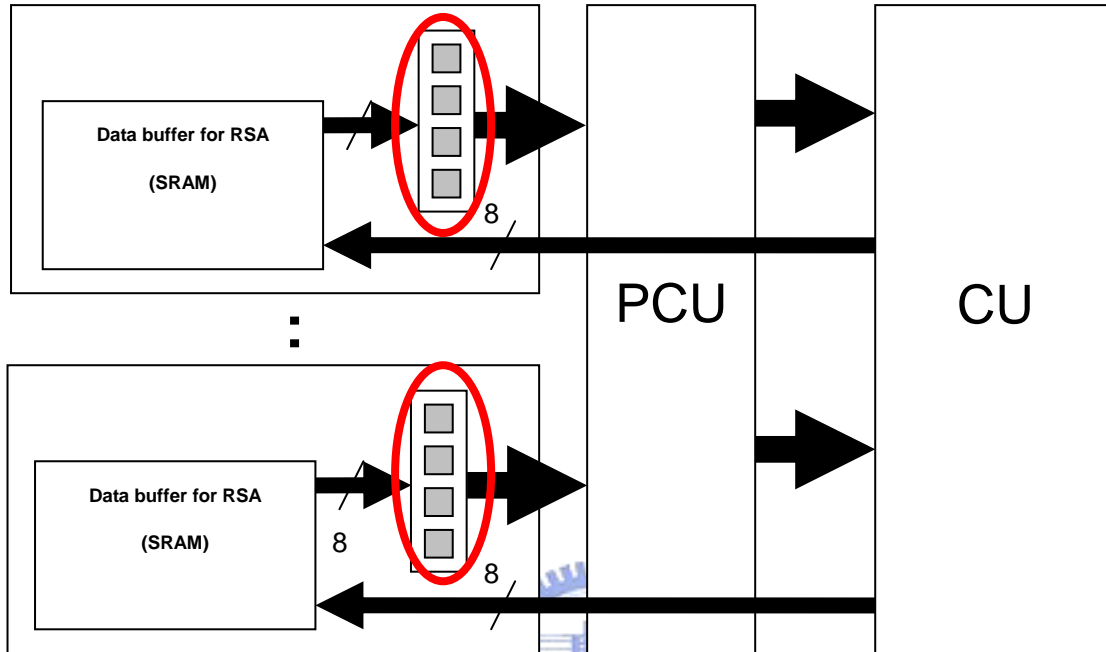 Data buffer for RSA
(SRAM)
8
PCU
CU
:
Data buffer for RSA
(SRAM)
8
8